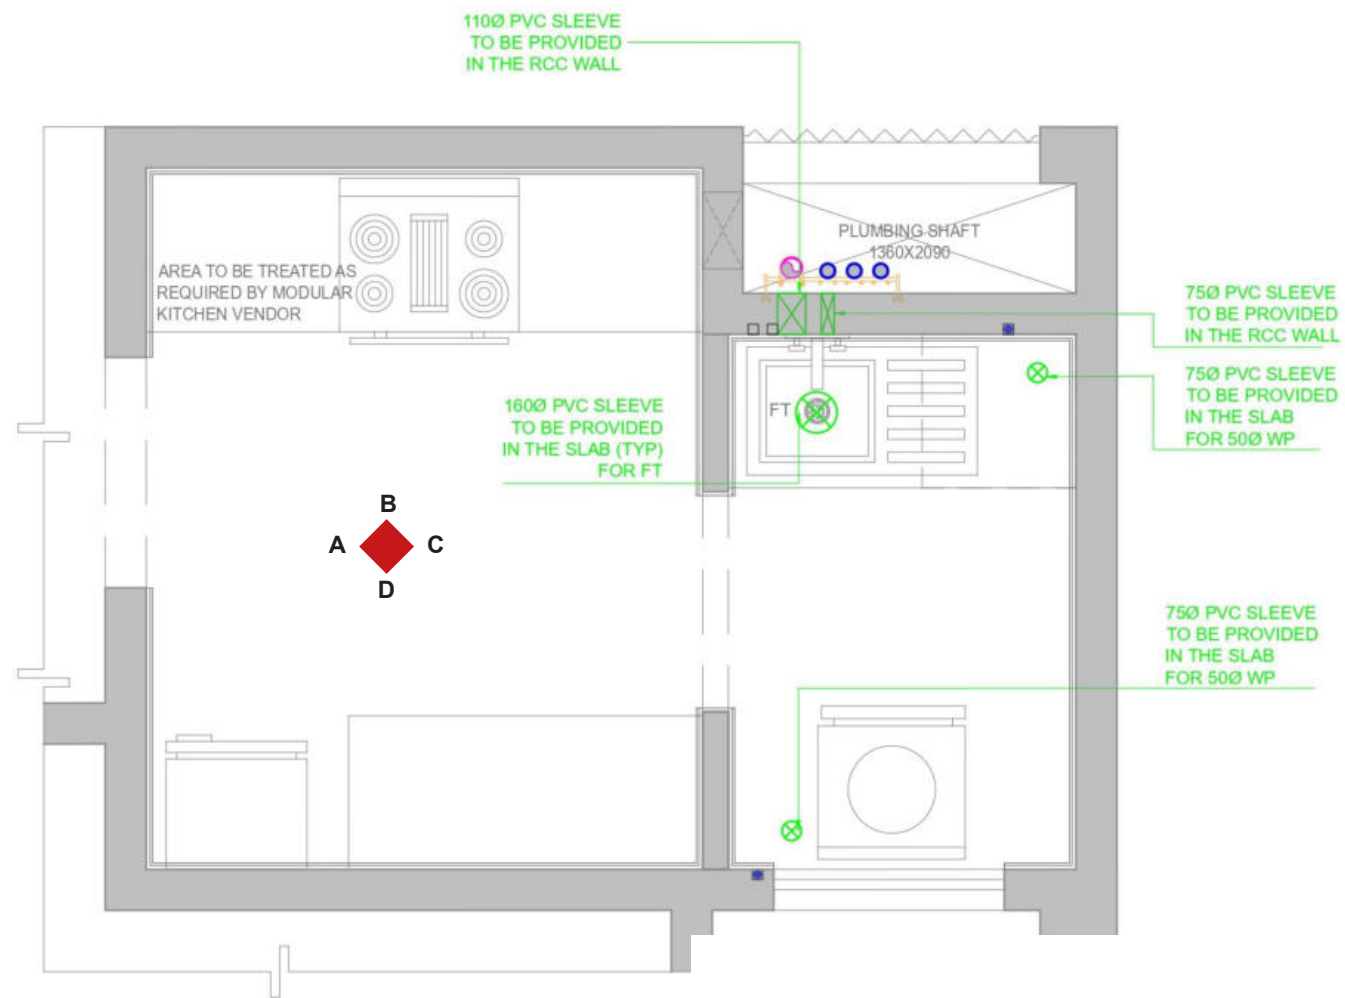 110Ø PVC SLEEVE
TO BE PROVIDED
IN THE RCC WALL
PLUMBING SHAFT
1360X2090
AREA TO BE TREATED AS
REQUIRED BY MODULAR
KITCHEN VENDOR
75Ø PVC SLEEVE
TO BE PROVIDED
IN THE RCC WALL
75Ø PVC SLEEVE
TO BE PROVIDED
IN THE SLAB
FOR 50Ø WP
160Ø PVC SLEEVE
TO BE PROVIDED
IN THE SLAB (TYP)
FOR FT
FT
B
A
C
D
75Ø PVC SLEEVE
TO BE PROVIDED
IN THE SLAB
FOR 50Ø WP